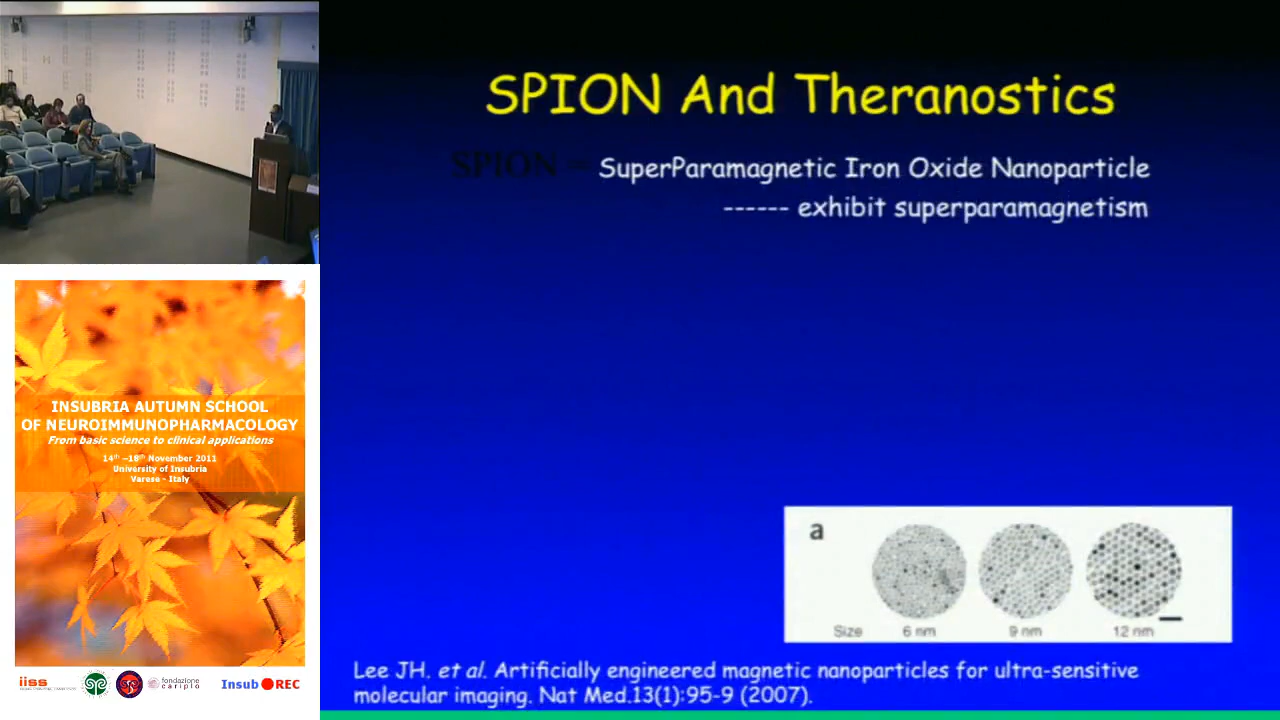 SPION And Theranostics
SPION = SuperParamagnetic Iron Oxide Nanoparticle
------ exhibit superparamagnetism
INSUBRIA AUTUMN SCHOOL
OF NEUROIMMUNOPHARMACOLOGY
From basic science to clinical applications
14th -18th November 2011
University of Insubria
Varese - Italy
a
Size 6 nm 9 nm 12 nm
Lee JH. et al. Artificially engineered magnetic nanoparticles for ultra-sensitive
molecular imaging. Nat Med.13(1):95-9 (2007).
iiss
fondazione
cariplo
Insub REC